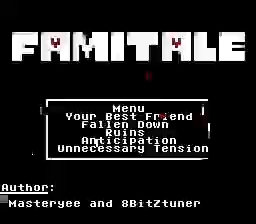 FAMITALE
Menu
Your Best Friend
Fallen Down
Ruins
Anticipation
Unnecessary Tension
Author:
Masteryee and 8BitZtuner